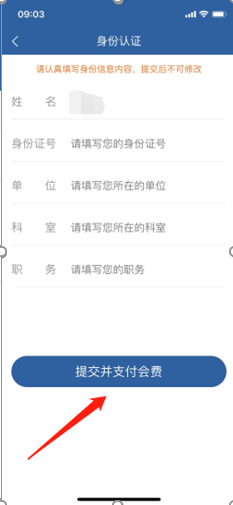 09:03
身份认证
请认真填写身份信息内容，提交后不可修改
姓 名
身份证号 请填写您的身份证号
单 位 请填写您所在的单位
科 室 请填写您所在的科室
职 务 请填写您的职务
提交并支付会费